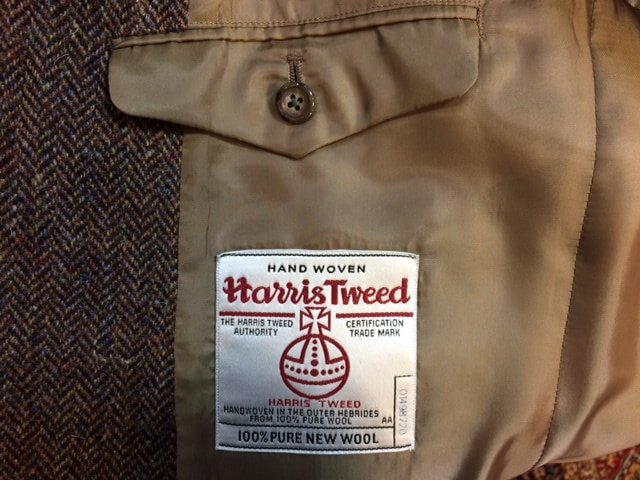 HAND WOVEN
Harris Tweed
THE HARRIS TWEED AUTHORITY
CERTIFICATION TRADE MARK
HARRIS TWEED
HANDWOVEN IN THE OUTER HEBRIDES
FROM 100% PURE WOOL
AA
100% PURE NEW WOOL